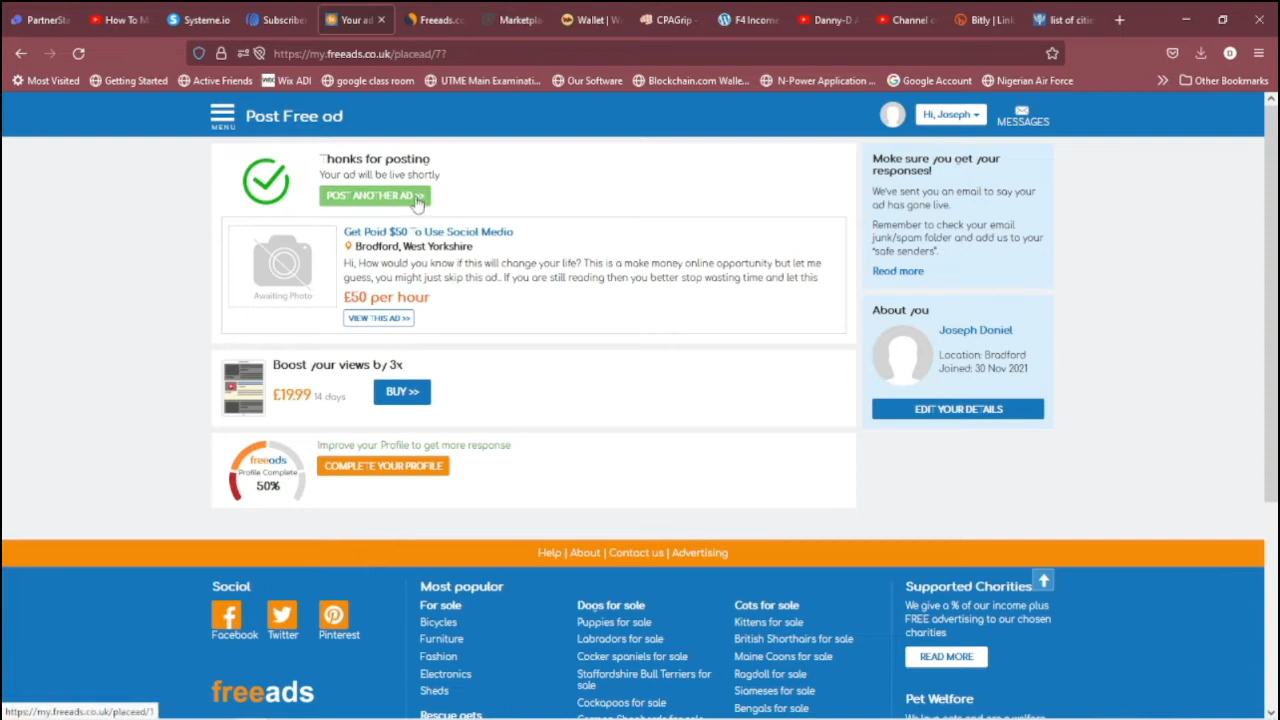 PartnerSta
How To M
Systeme.io
Subscribe
Your ad
Freeads.co
Marketpla
Wallet | W
CPAGrip -
F4 Income
Danny-D A
Channel c
Bitly | Link
list of citi
https://my.freeads.co.uk/placead/7?
Most Visited
Getting Started
Active Friends
WIX
Wix ADI
google class room
UTME Main Examinati...
Our Software
Blockchain.com Walle...
N-Power Application ...
Google Account
Nigerian Air Force
Other Bookmarks
MENU
Post Free ad
Hi, Joseph
MESSAGES
Thanks for posting
Your ad will be live shortly
POST ANOTHER AD >>
Get Paid $50 To Use Social Media
Bradford, West Yorkshire
Hi, How would you know if this will change your life? This is a make money online opportunity but let me
guess, you might just skip this ad.. If you are still reading then you better stop wasting time and let this
Awaiting Photo
£50 per hour
VIEW THIS AD >>
Boost your views by 3x
£19.99 14 days
BUY >>
freeads
Profile Complete
50%
Improve your Profile to get more response
COMPLETE YOUR PROFILE
Make sure you get your
responses!
We've sent you an email to say your
ad has gone live.
Remember to check your email
junk/spam folder and add us to your
"safe senders".
Read more
About you
Joseph Daniel
Location: Bradford
Joined: 30 Nov 2021
EDIT YOUR DETAILS
Help | About | Contact us | Advertising
Social
Facebook
Twitter
Pinterest
freeads
Most popular
For sale
Bicycles
Furniture
Fashion
Electronics
Sheds
Rescue pets
Dogs for sale
Puppies for sale
Labradors for sale
Cocker spaniels for sale
Staffordshire Bull Terriers for
sale
Cockapoos for sale
German Shepherds for sale
Cats for sale
Kittens for sale
British Shorthairs for sale
Maine Coons for sale
Ragdoll for sale
Siameses for sale
Bengals for sale
Supported Charities
We give a % of our income plus
FREE advertising to our chosen
charities
READ MORE
Pet Welfare
https://my.freeads.co.uk/placead/1